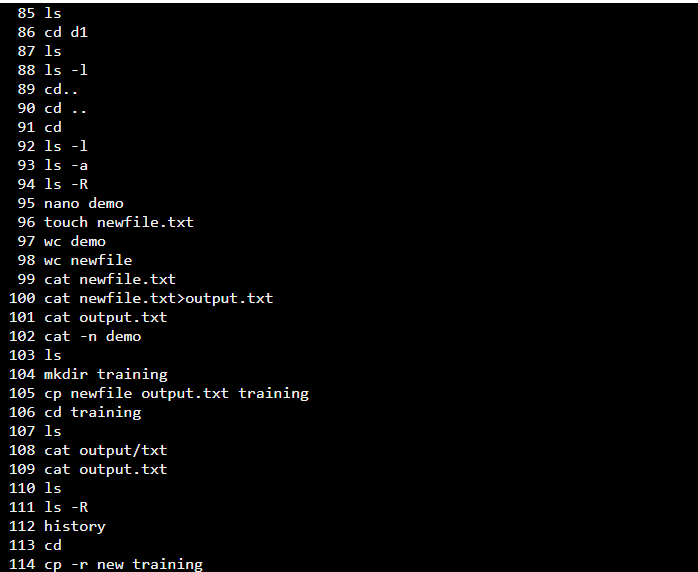 85 ls
86 cd d1
87 ls
88 ls -l
89 cd..
90 cd ..
91 cd
92 ls -l
93 ls -a
94 ls -R
95 nano demo
96 touch newfile.txt
97 wc demo
98 wc newfile
99 cat newfile.txt
100 cat newfile.txt>output.txt
101 cat output.txt
102 cat -n demo
103 ls
104 mkdir training
105 cp newfile output.txt training
106 cd training
107 ls
108 cat output/txt
109 cat output.txt
110 ls
111 ls -R
112 history
113 cd
114 cp -r new training